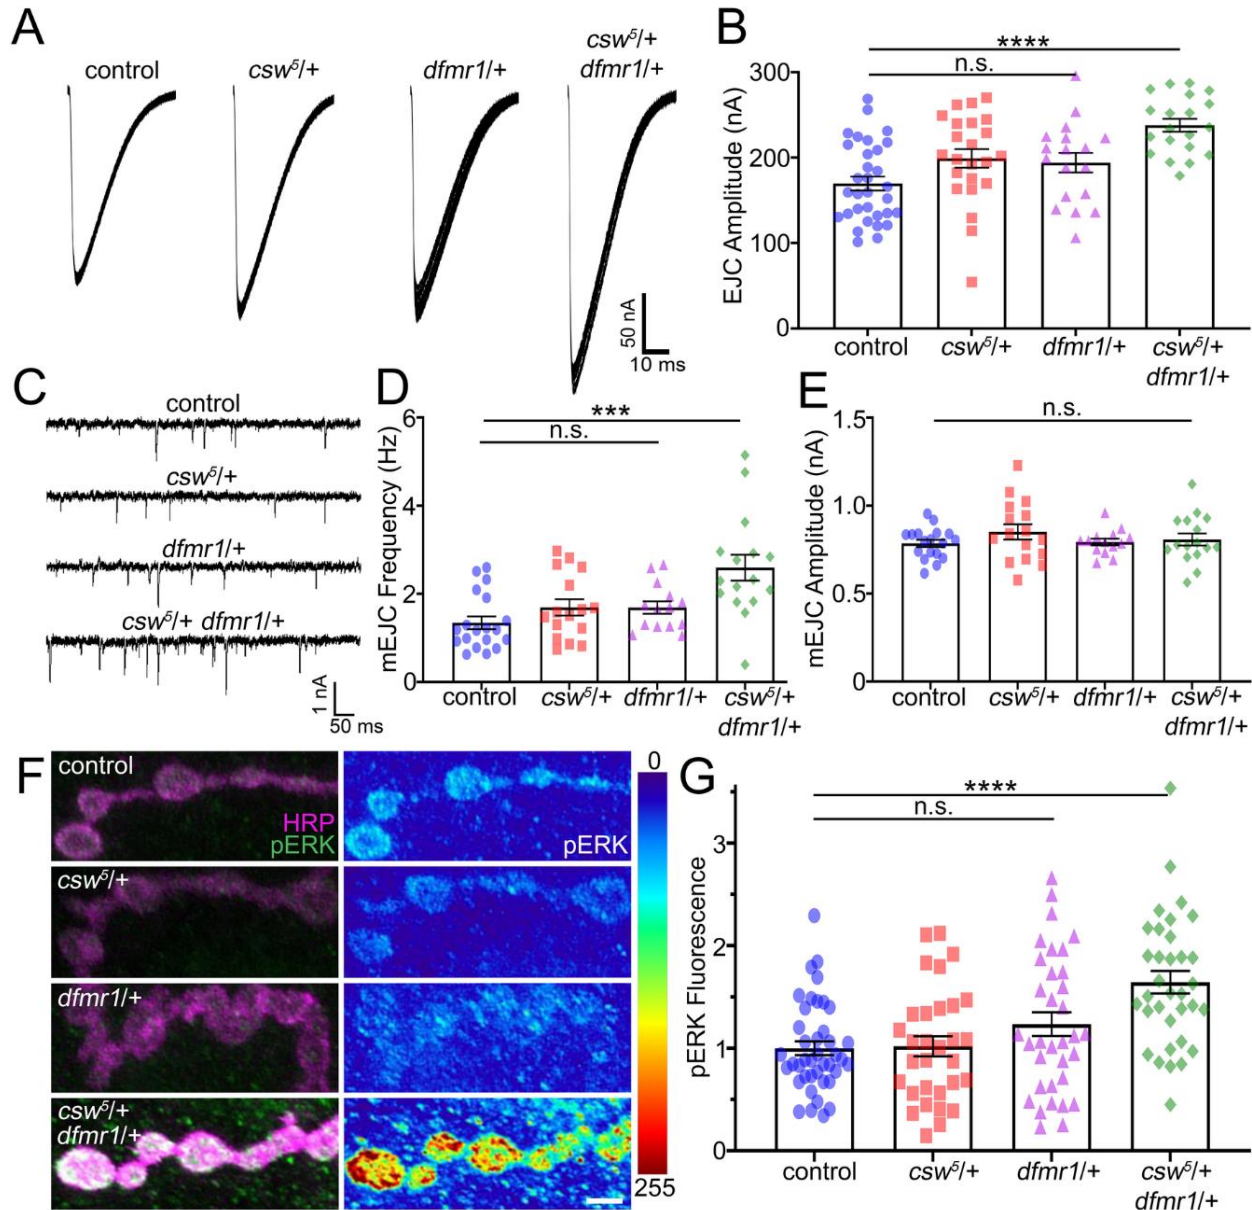 A
control
csw⁵/+
dfmr1/+
csw⁵/+
dfmr1/+
50 nA
10 ms
B
****
n.s.
EJC Amplitude (nA)
300
200
100
0
control
csw⁵/+
dfmr1/+
csw⁵/+
dfmr1/+
C
control
csw⁵/+
dfmr1/+
csw⁵/+ dfmr1/+
1 nA
50 ms
D
***
n.s.
mEJC Frequency (Hz)
6
4
2
0
control
csw⁵/+
dfmr1/+
csw⁵/+
dfmr1/+
E
n.s.
mEJC Amplitude (nA)
1.5
1.0
0.5
0
control
csw⁵/+
dfmr1/+
csw⁵/+
dfmr1/+
F
control
HRP
pERK
pERK
csw⁵/+
dfmr1/+
csw⁵/+
dfmr1/+
0
255
G
****
n.s.
pERK Fluorescence
3
2
1
0
control
csw⁵/+
dfmr1/+
csw⁵/+
dfmr1/+